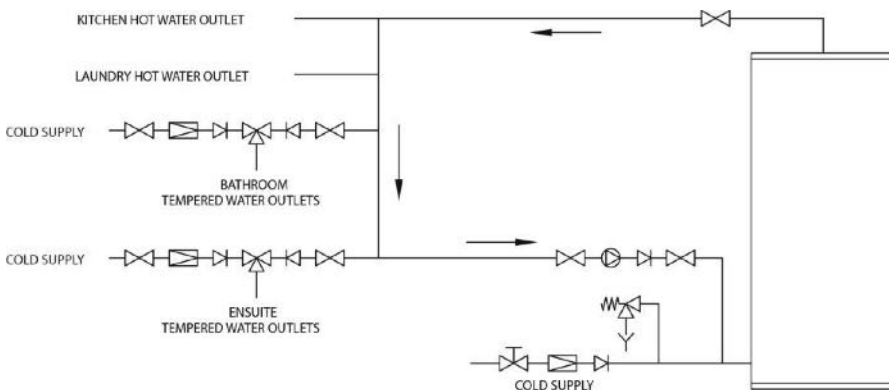 KITCHEN HOT WATER OUTLET
LAUNDRY HOT WATER OUTLET
COLD SUPPLY
BATHROOM
TEMPERED WATER OUTLETS
COLD SUPPLY
ENSUITE
TEMPERED WATER OUTLETS
COLD SUPPLY